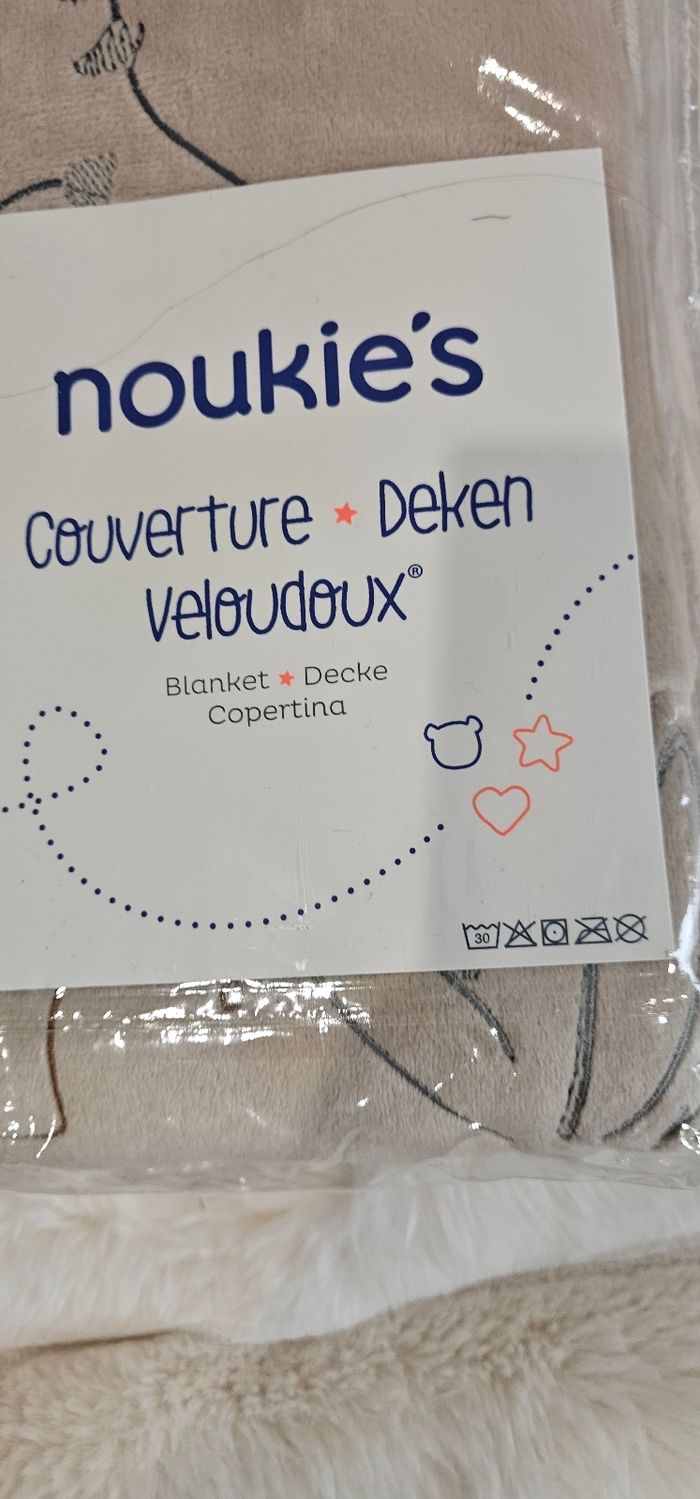 noukie's
Couverture ★ Deken
Veloudoux®
Blanket ★ Decke
Copertina
30